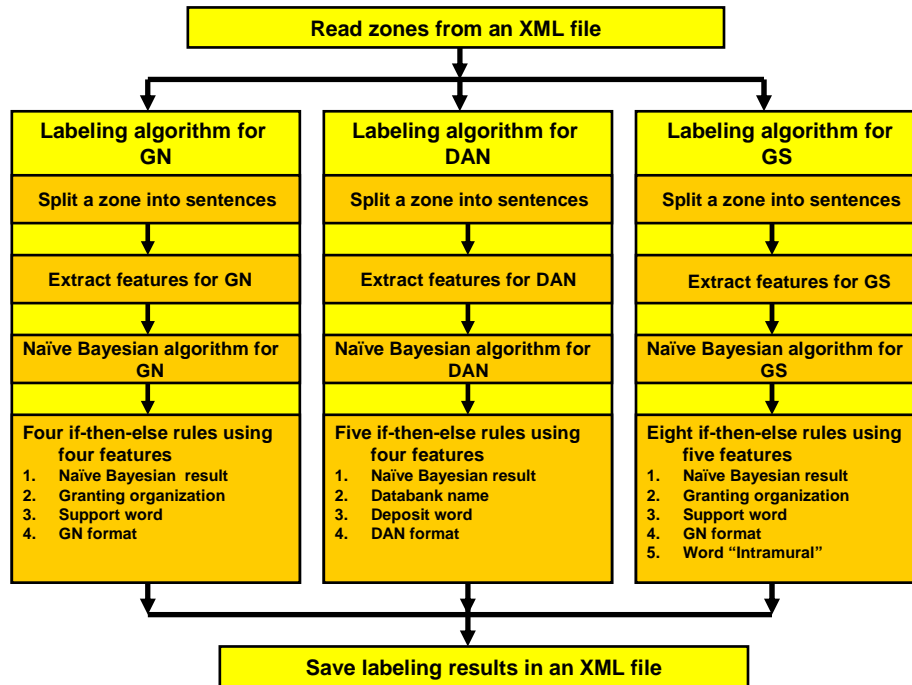 Read zones from an XML file
Labeling algorithm for
GN
Split a zone into sentences
Extract features for GN
Naïve Bayesian algorithm for
GN
Four if-then-else rules using
four features
1. Naïve Bayesian result
2. Granting organization
3. Support word
4. GN format
Labeling algorithm for
DAN
Split a zone into sentences
Extract features for DAN
Naïve Bayesian algorithm for
DAN
Five if-then-else rules using
four features
1. Naïve Bayesian result
2. Databank name
3. Deposit word
4. DAN format
Labeling algorithm for
GS
Split a zone into sentences
Extract features for GS
Naïve Bayesian algorithm for
GS
Eight if-then-else rules using
five features
1. Naïve Bayesian result
2. Granting organization
3. Support word
4. GN format
5. Word “Intramural”
Save labeling results in an XML file